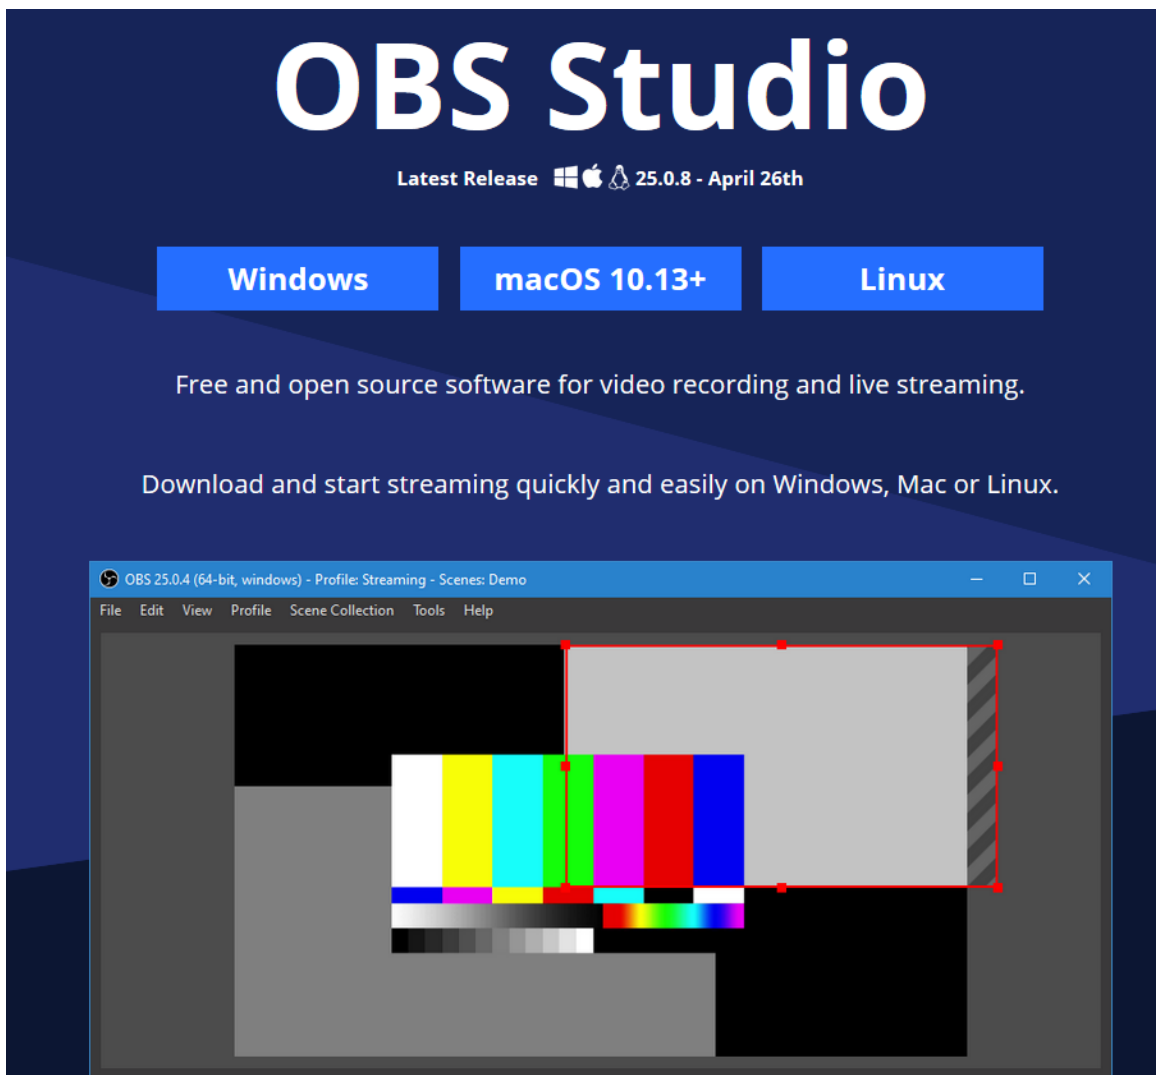 OBS Studio
Latest Release 25.0.8 - April 26th
Windows macOS 10.13+ Linux
Free and open source software for video recording and live streaming.
Download and start streaming quickly and easily on Windows, Mac or Linux.
OBS 25.0.4 (64-bit, windows) - Profile: Streaming - Scenes: Demo
File Edit View Profile Scene Collection Tools Help